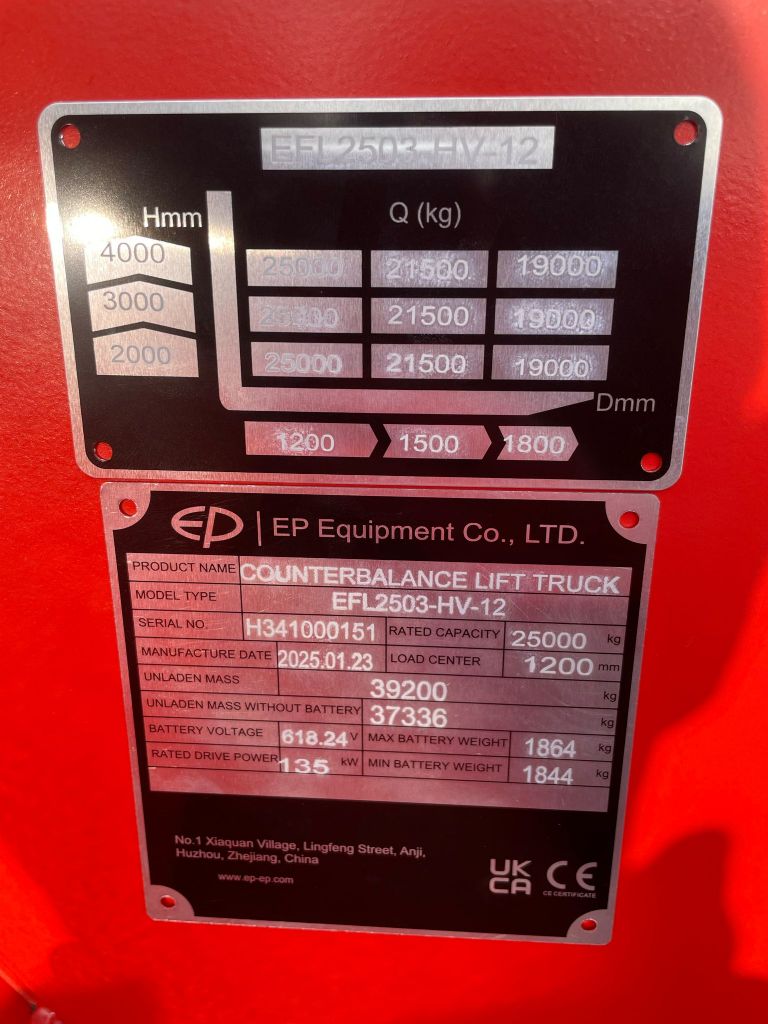 EFL2503-HV-12
Hmm Q (kg)
4000 25000 21500 19000
3000 25000 21500 19000
2000 25000 21500 19000
Dmm
1200 1500 1800
EP | EP Equipment Co., LTD.
PRODUCT NAME COUNTERBALANCE LIFT TRUCK
MODEL TYPE EFL2503-HV-12
SERIAL NO. H341000151 RATED CAPACITY 25000 kg
MANUFACTURE DATE 2025.01.23 LOAD CENTER 1200 mm
UNLADEN MASS 39200 kg
UNLADEN MASS WITHOUT BATTERY 37336 kg
BATTERY VOLTAGE 618.24 V MAX BATTERY WEIGHT 1864 kg
RATED DRIVE POWER 135 kW MIN BATTERY WEIGHT 1844 kg
No.1 Xiaquan Village, Lingfeng Street, Anji,
Huzhou, Zhejiang, China
www.ep-ep.com
UK
CA CE
CE CERTIFICATE